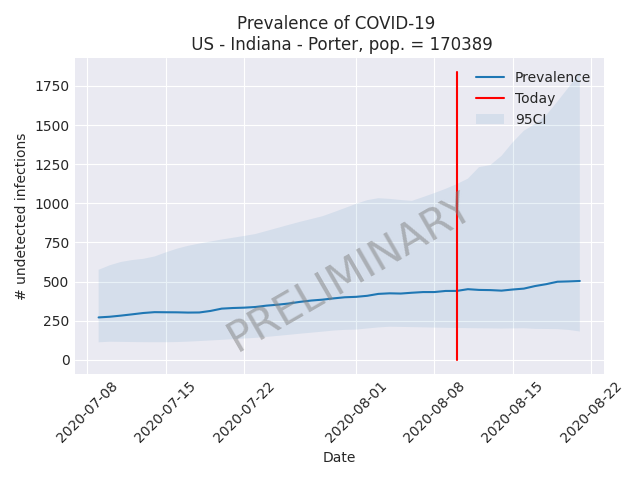 Prevalence of COVID-19
US - Indiana - Porter, pop. = 170389
Prevalence
Today
95CI
# undetected infections
1750
1500
1250
1000
750
500
250
0
PRELIMINARY
2020-07-08
2020-07-15
2020-07-22
2020-08-01
2020-08-08
2020-08-15
2020-08-22
Date